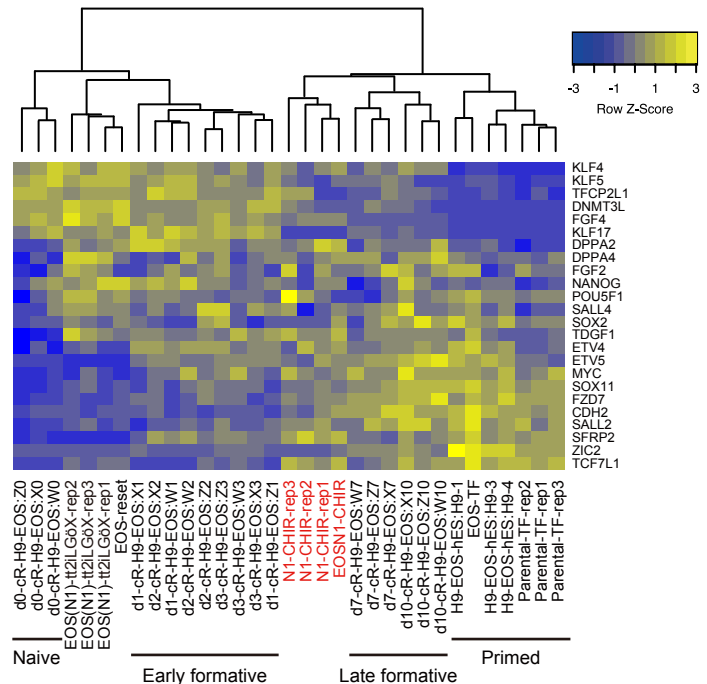 -3 -1 1 3
Row Z-Score
KLF4
KLF5
TFCP2L1
DNMT3L
FGF4
KLF17
DPPA2
DPPA4
FGF2
NANOG
POU5F1
SALL4
SOX2
TDGF1
ETV4
ETV5
MYC
SOX11
FZD7
CDH2
SALL2
SFRP2
ZIC2
TCF7L1
d0-cR-H9-EOS:Z0
d0-cR-H9-EOS:X0
d0-cR-H9-EOS:W0
EOS(N1)-tt2iLGöX-rep2
EOS(N1)-tt2iLGöX-rep3
EOS(N1)-tt2iLGöX-rep1
EOS-reset
d1-cR-H9-EOS:X1
d2-cR-H9-EOS:X2
d1-cR-H9-EOS:W1
d2-cR-H9-EOS:W2
d2-cR-H9-EOS:Z2
d3-cR-H9-EOS:Z3
d3-cR-H9-EOS:W3
d3-cR-H9-EOS:X3
d1-cR-H9-EOS:Z1
N1-CHIR-rep3
N1-CHIR-rep2
N1-CHIR-rep1
EOSN1-CHIR
d7-cR-H9-EOS:W7
d7-cR-H9-EOS:Z7
d7-cR-H9-EOS:X7
d10-cR-H9-EOS:X10
d10-cR-H9-EOS:Z10
d10-cR-H9-EOS:W10
H9-EOS-hES:H9-1
EOS-TF
H9-EOS-hES:H9-3
H9-EOS-hES:H9-4
Parental-TF-rep2
Parental-TF-rep1
Parental-TF-rep3
Naive
Early formative
Late formative
Primed